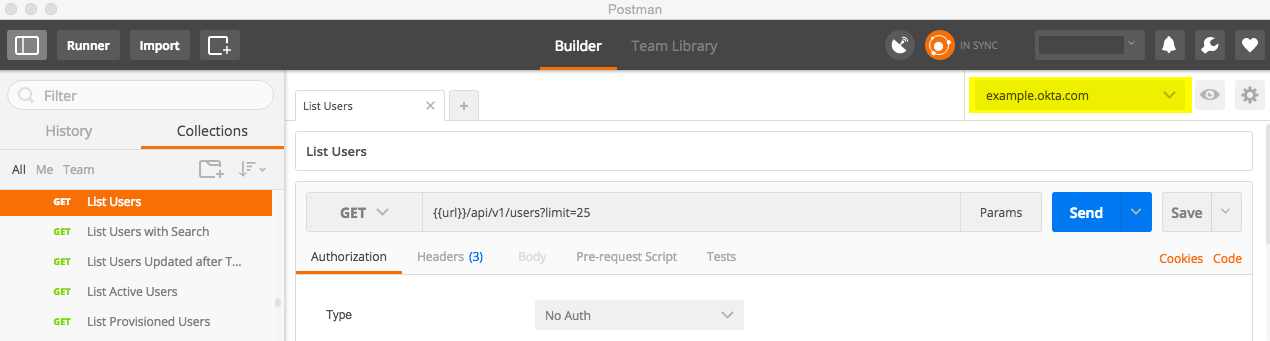 Postman
Runner Import Builder Team Library IN SYNC
Filter
List Users
example.okta.com
History Collections
List Users
All Me Team
GET List Users
GET {{url}}/api/v1/users?limit=25 Params Send Save
GET List Users with Search
GET List Users Updated after T...
Authorization Headers (3) Body Pre-request Script Tests Cookies Code
GET List Active Users
GET List Provisioned Users
Type No Auth